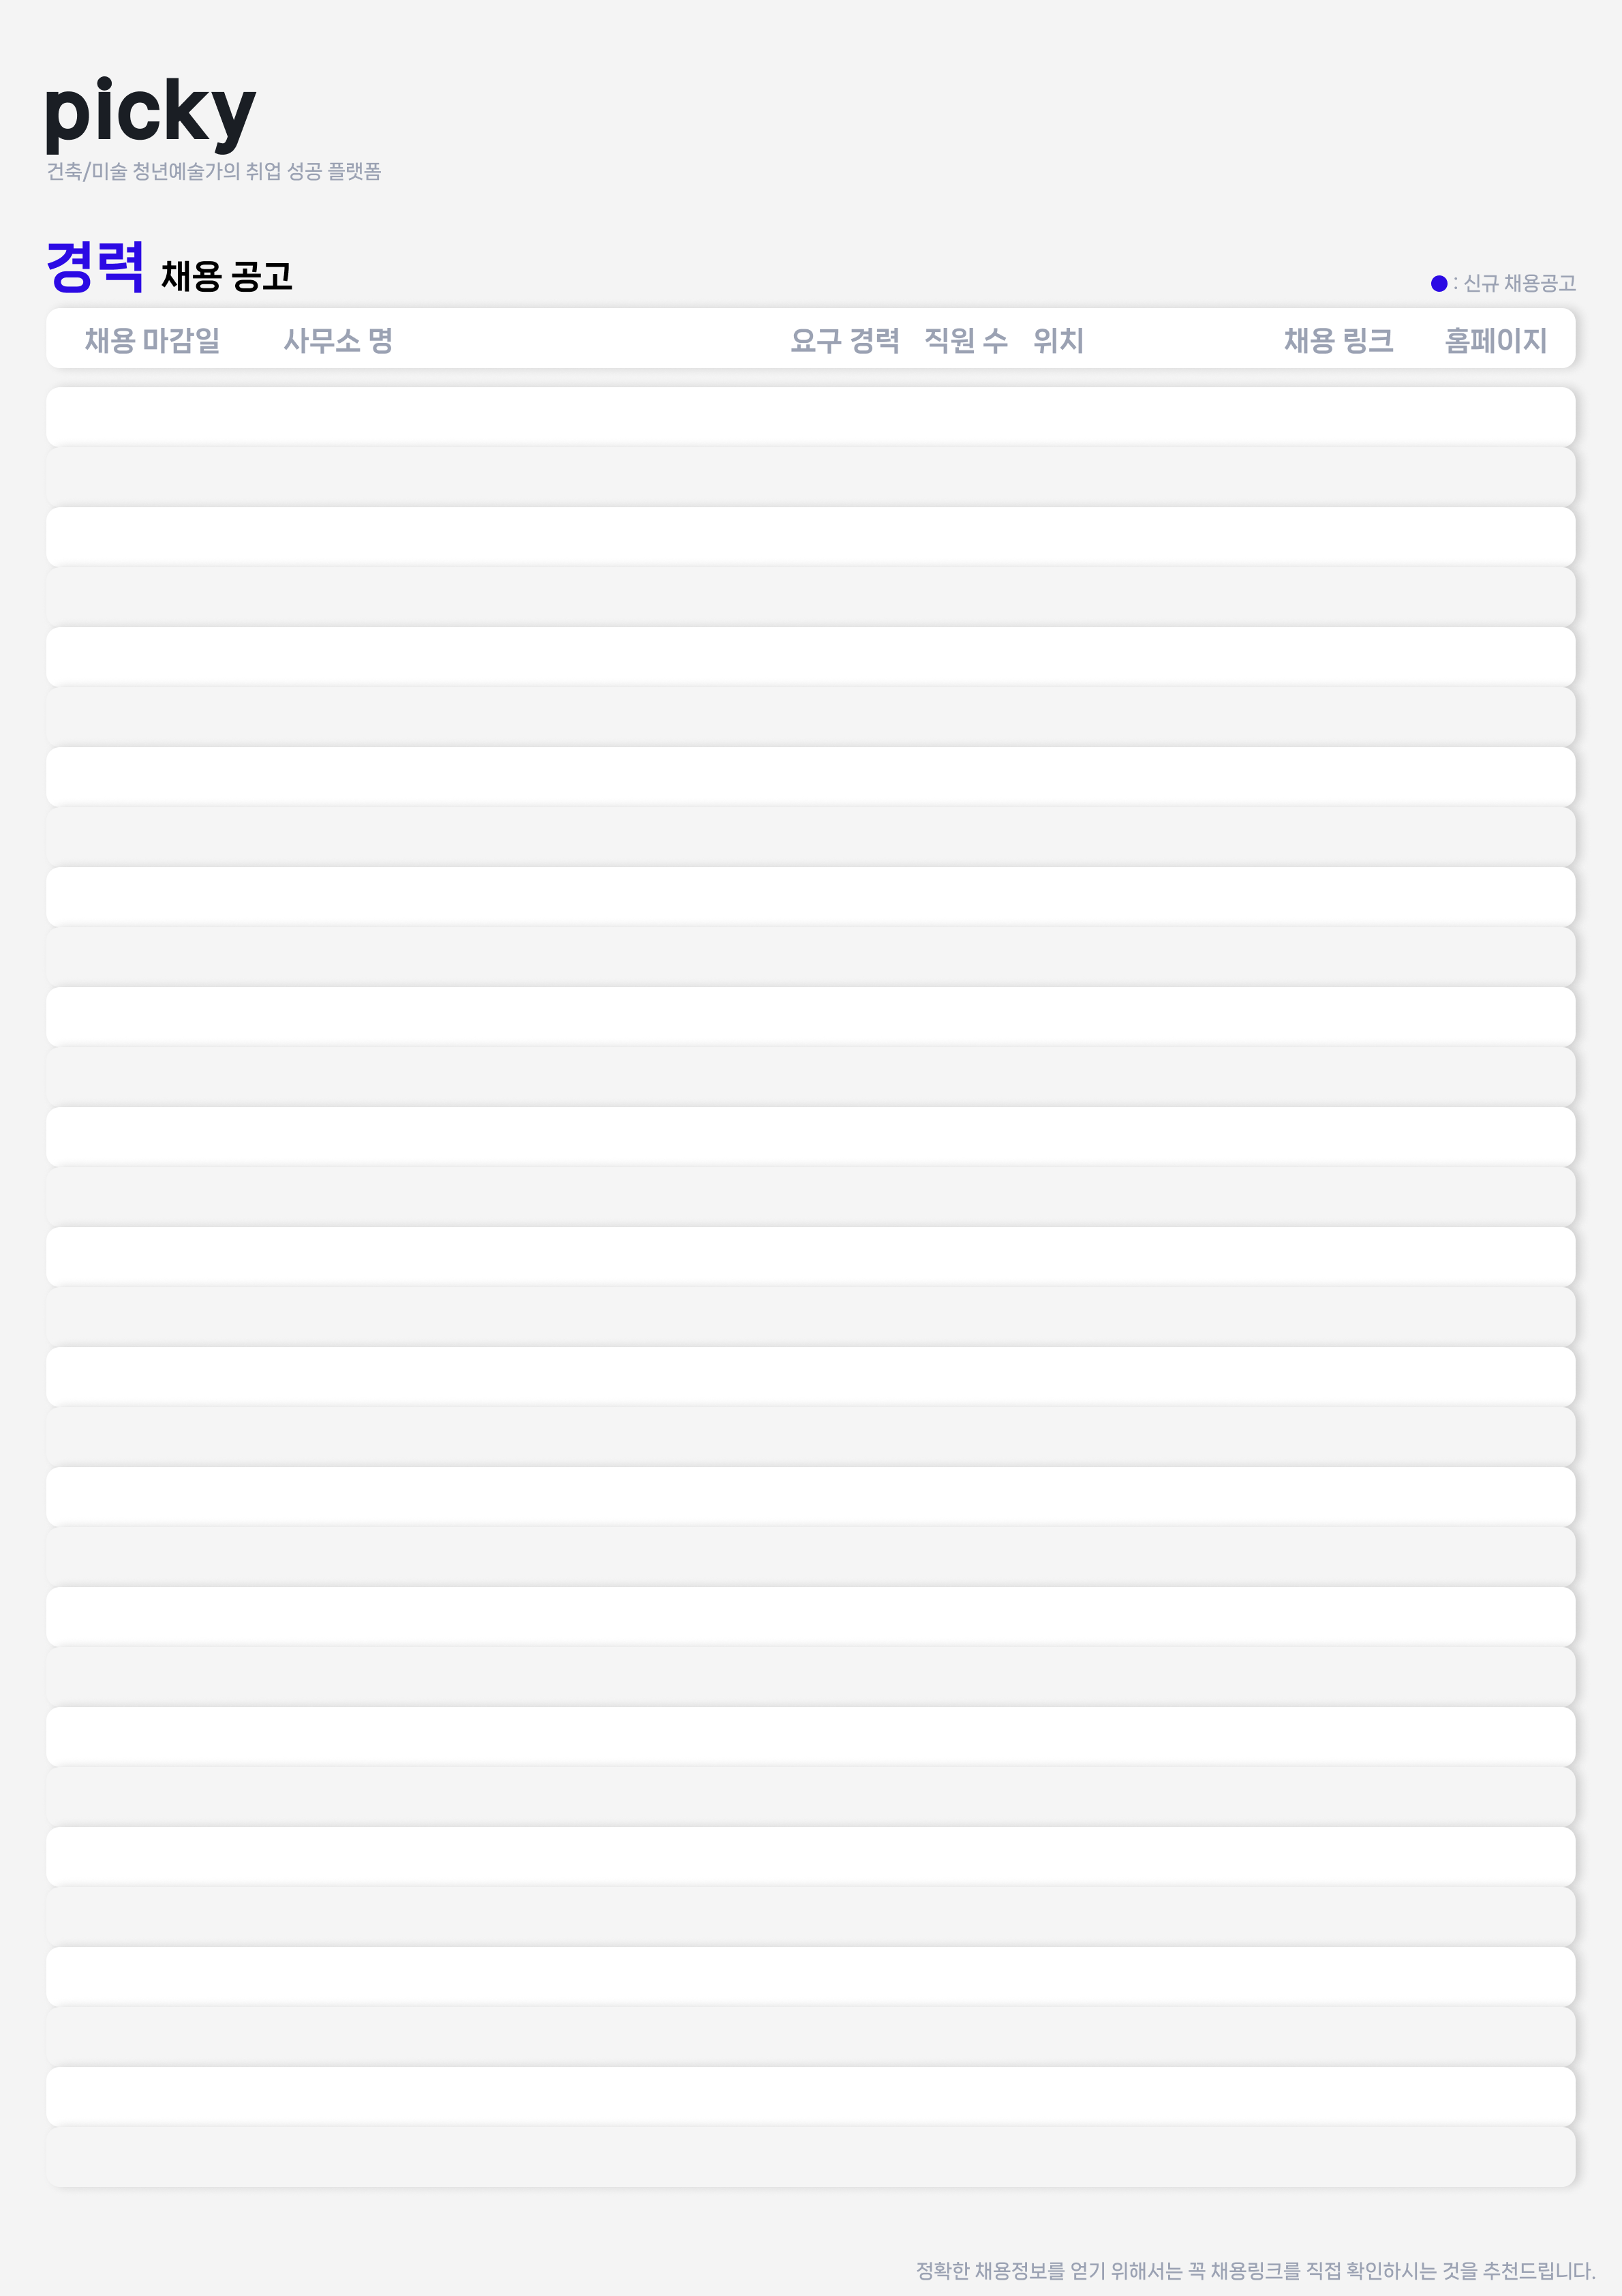 picky
건축/미술 청년예술가의 취업 성공 플랫폼
경력 채용 공고
: 신규 채용공고
채용 마감일 사무소 명 요구 경력 직원 수 위치 채용 링크 홈페이지
정확한 채용정보를 얻기 위해서는 꼭 채용링크를 직접 확인하시는 것을 추천드립니다.